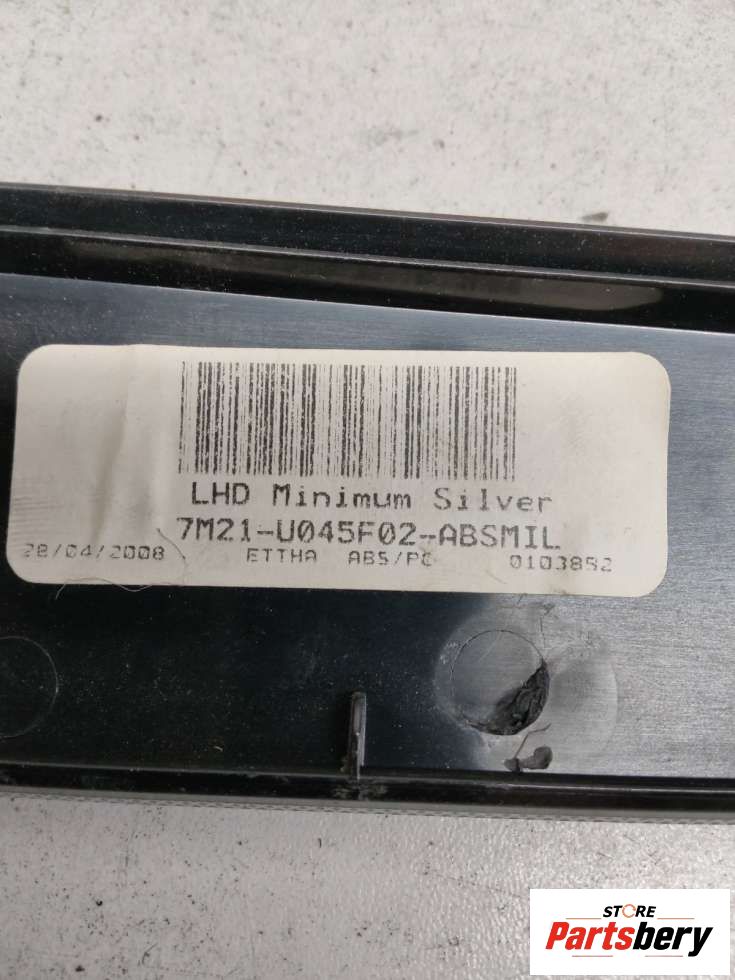 LHD Minimum Silver
7M21-U045F02-ABSMIL
28/04/2008 ETTHA ABS/PC 0103852
STORE
Partsbery